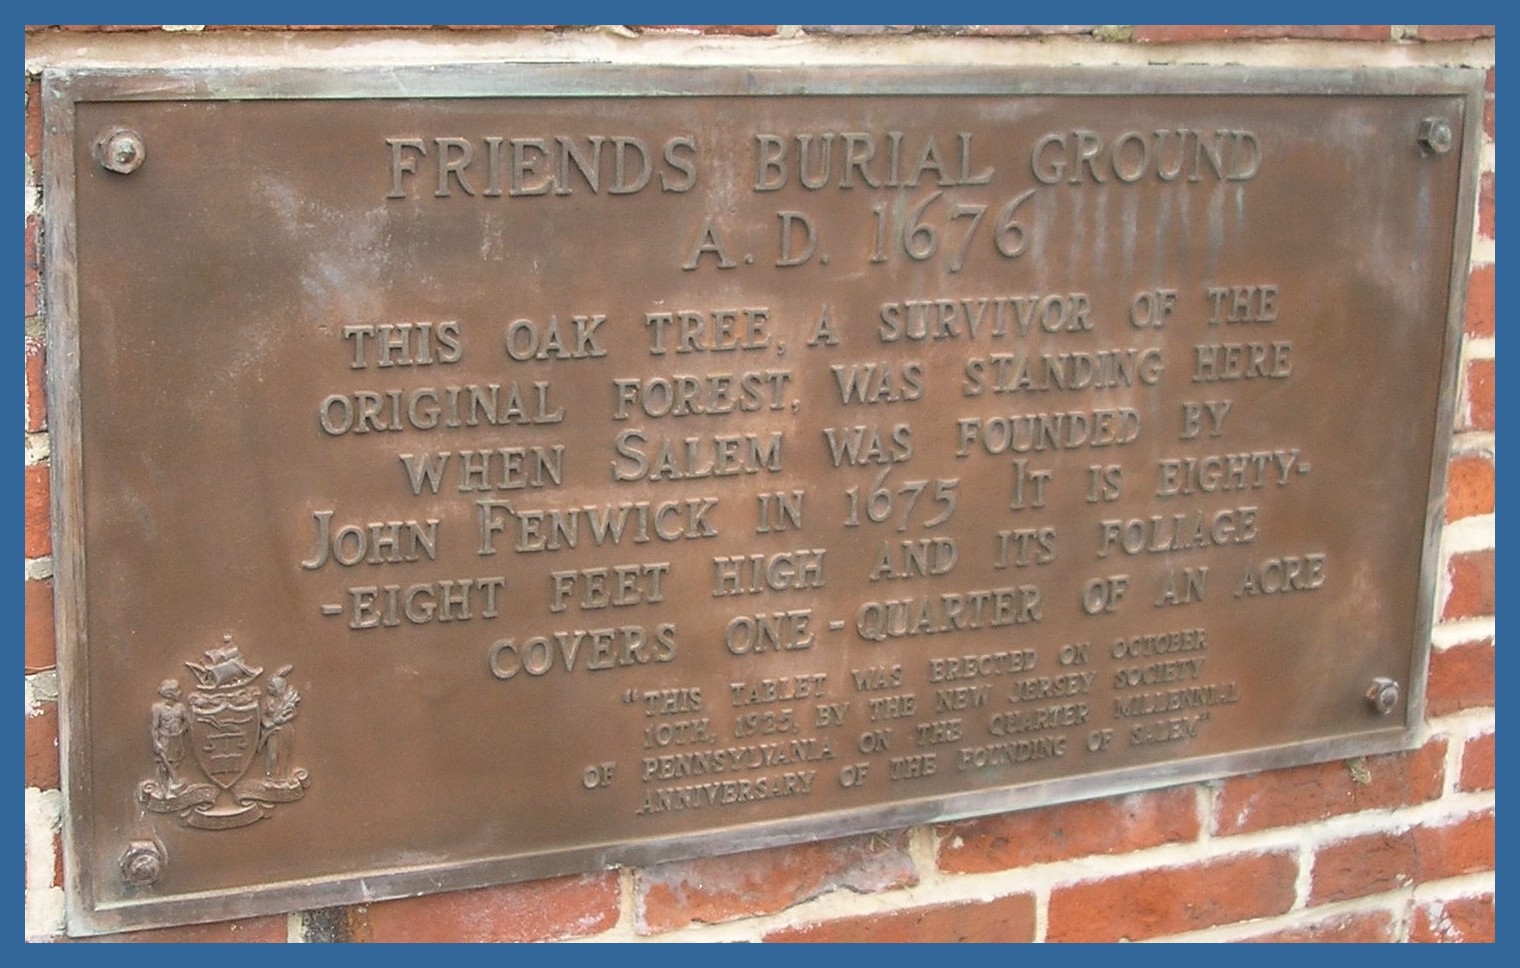 FRIENDS BURIAL GROUND
A.D. 1676
THIS OAK TREE, A SURVIVOR OF THE
ORIGINAL FOREST, WAS STANDING HERE
WHEN SALEM WAS FOUNDED BY
JOHN FENWICK IN 1675 IT IS EIGHTY-
-EIGHT FEET HIGH AND ITS FOLIAGE
COVERS ONE-QUARTER OF AN ACRE
"THIS TABLET WAS ERECTED ON OCTOBER
10TH, 1925, BY THE NEW JERSEY SOCIETY
OF PENNSYLVANIA ON THE QUARTER MILLENNIAL
ANNIVERSARY OF THE FOUNDING OF SALEM"